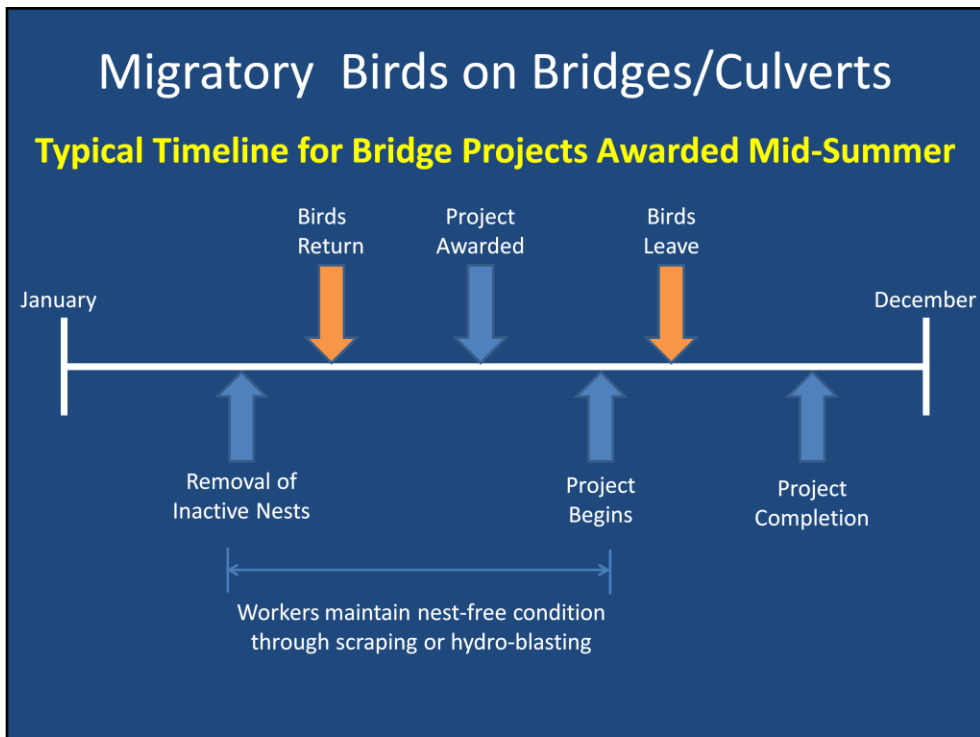 Migratory Birds on Bridges/Culverts
Typical Timeline for Bridge Projects Awarded Mid-Summer
Birds
Return
Project
Awarded
Birds
Leave
January
December
Removal of
Inactive Nests
Project
Begins
Project
Completion
Workers maintain nest-free condition
through scraping or hydro-blasting